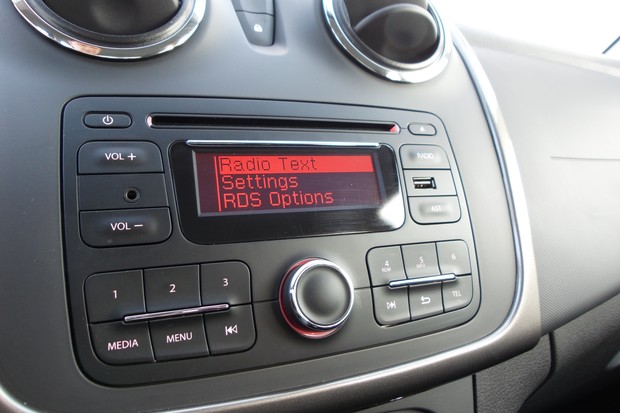 VOL +
VOL −
Radio Text
Settings
RDS Options
RADIO
AST
1
2
3
MEDIA
MENU
4
5
6
TEL